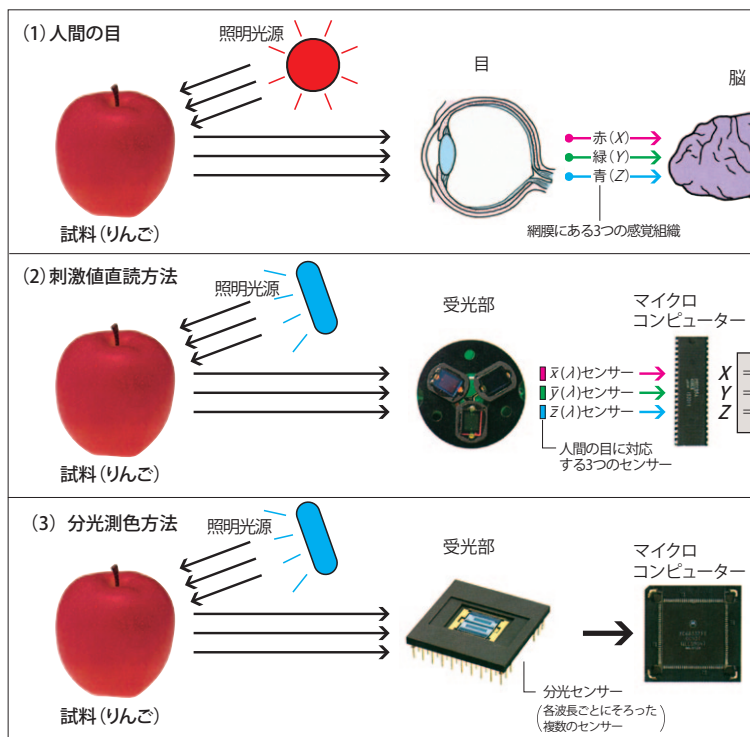 (1)人間の目
照明光源
目
脳
赤(X)
緑(Y)
青(Z)
網膜にある3つの感覚組織
試料(りんご)
(2)刺激値直読方法
照明光源
受光部
マイクロ
コンピューター
x̄(λ)センサー
ȳ(λ)センサー
z̄(λ)センサー
X =
Y =
Z =
人間の目に対応
する3つのセンサー
試料(りんご)
(3) 分光測色方法
照明光源
受光部
マイクロ
コンピューター
分光センサー
(各波長ごとにそろった
複数のセンサー)
試料(りんご)